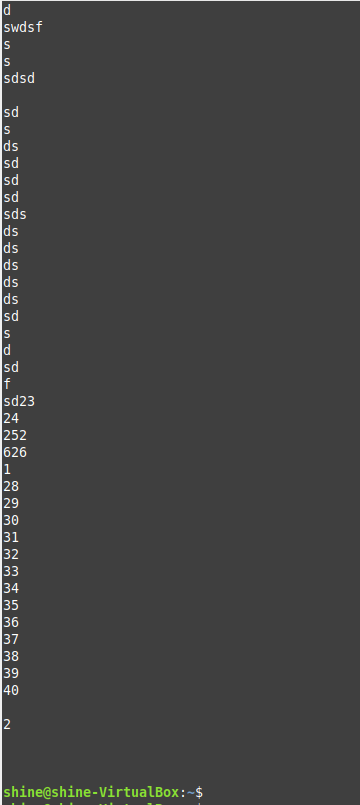 d
swdsf
s
s
sdsd
sd
s
ds
sd
sd
sd
sds
ds
ds
ds
ds
ds
sd
s
d
sd
f
sd23
24
252
626
1
28
29
30
31
32
33
34
35
36
37
38
39
40
2
shine@shine-VirtualBox:~$